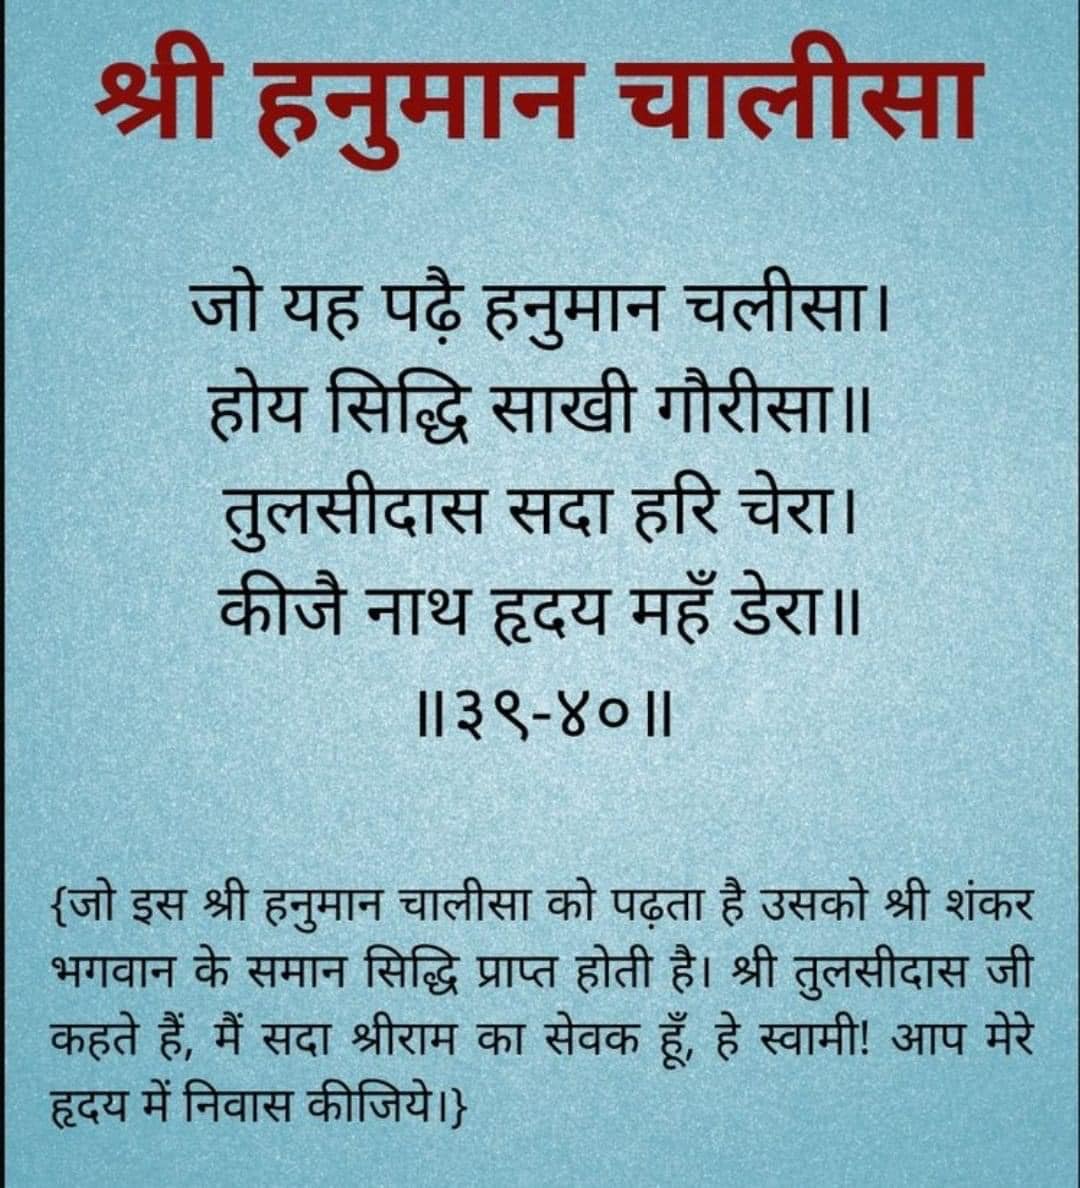 श्री हनुमान चालीसा
जो यह पढ़ै हनुमान चलीसा।
होय सिद्धि साखी गौरीसा॥
तुलसीदास सदा हरि चेरा।
कीजै नाथ हृदय महँ डेरा॥
॥३९-४०॥
{जो इस श्री हनुमान चालीसा को पढ़ता है उसको श्री शंकर
भगवान के समान सिद्धि प्राप्त होती है। श्री तुलसीदास जी
कहते हैं, मैं सदा श्रीराम का सेवक हूँ, हे स्वामी! आप मेरे
हृदय में निवास कीजिये।}